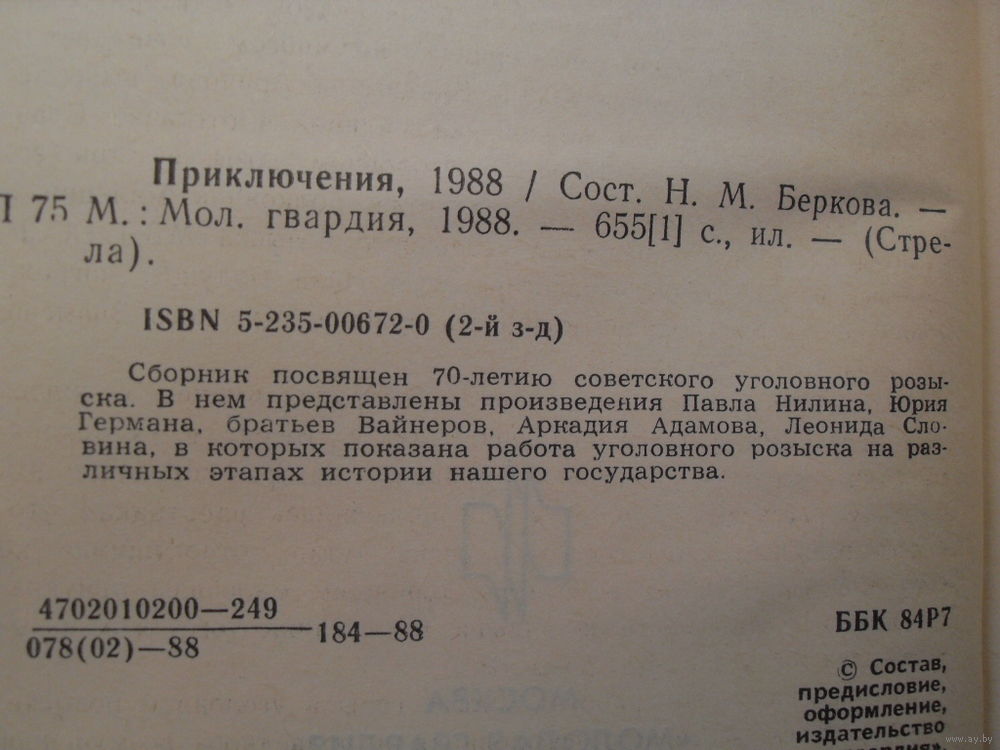 Приключения, 1988 / Сост. Н. М. Беркова. —
П 75 М.: Мол. гвардия, 1988. — 655[1] с., ил. — (Стре-
ла).
ISBN 5-235-00672-0 (2-й з-д)
Сборник посвящен 70-летию советского уголовного розы-
ска. В нем представлены произведения Павла Нилина, Юрия
Германа, братьев Вайнеров, Аркадия Адамова, Леонида Сло-
вина, в которых показана работа уголовного розыска на раз-
личных этапах истории нашего государства.
4702010200—249
078(02)—88
184—88
ББК 84Р7
© Состав,
предисловие,
оформление,
издательство
www.ay.by